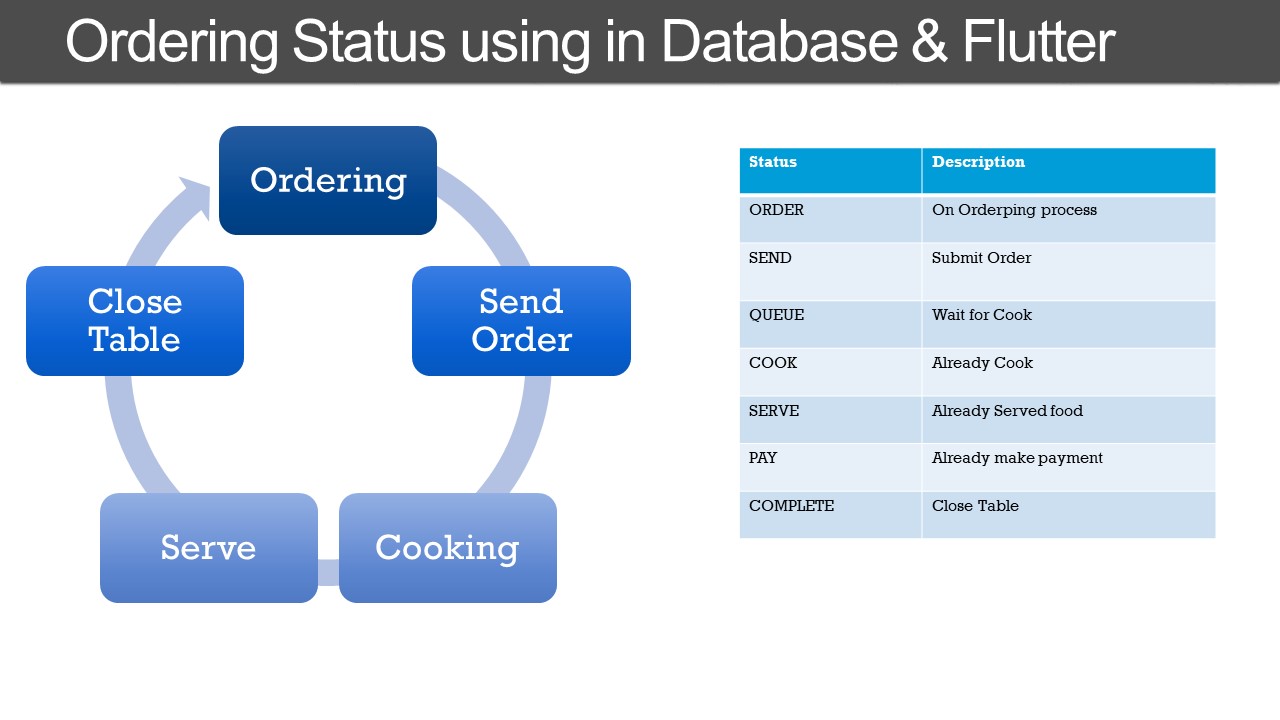 Ordering Status using in Database & Flutter
Ordering
Send
Order
Cooking
Serve
Close
Table
Status Description
ORDER On Orderping process
SEND Submit Order
QUEUE Wait for Cook
COOK Already Cook
SERVE Already Served food
PAY Already make payment
COMPLETE Close Table